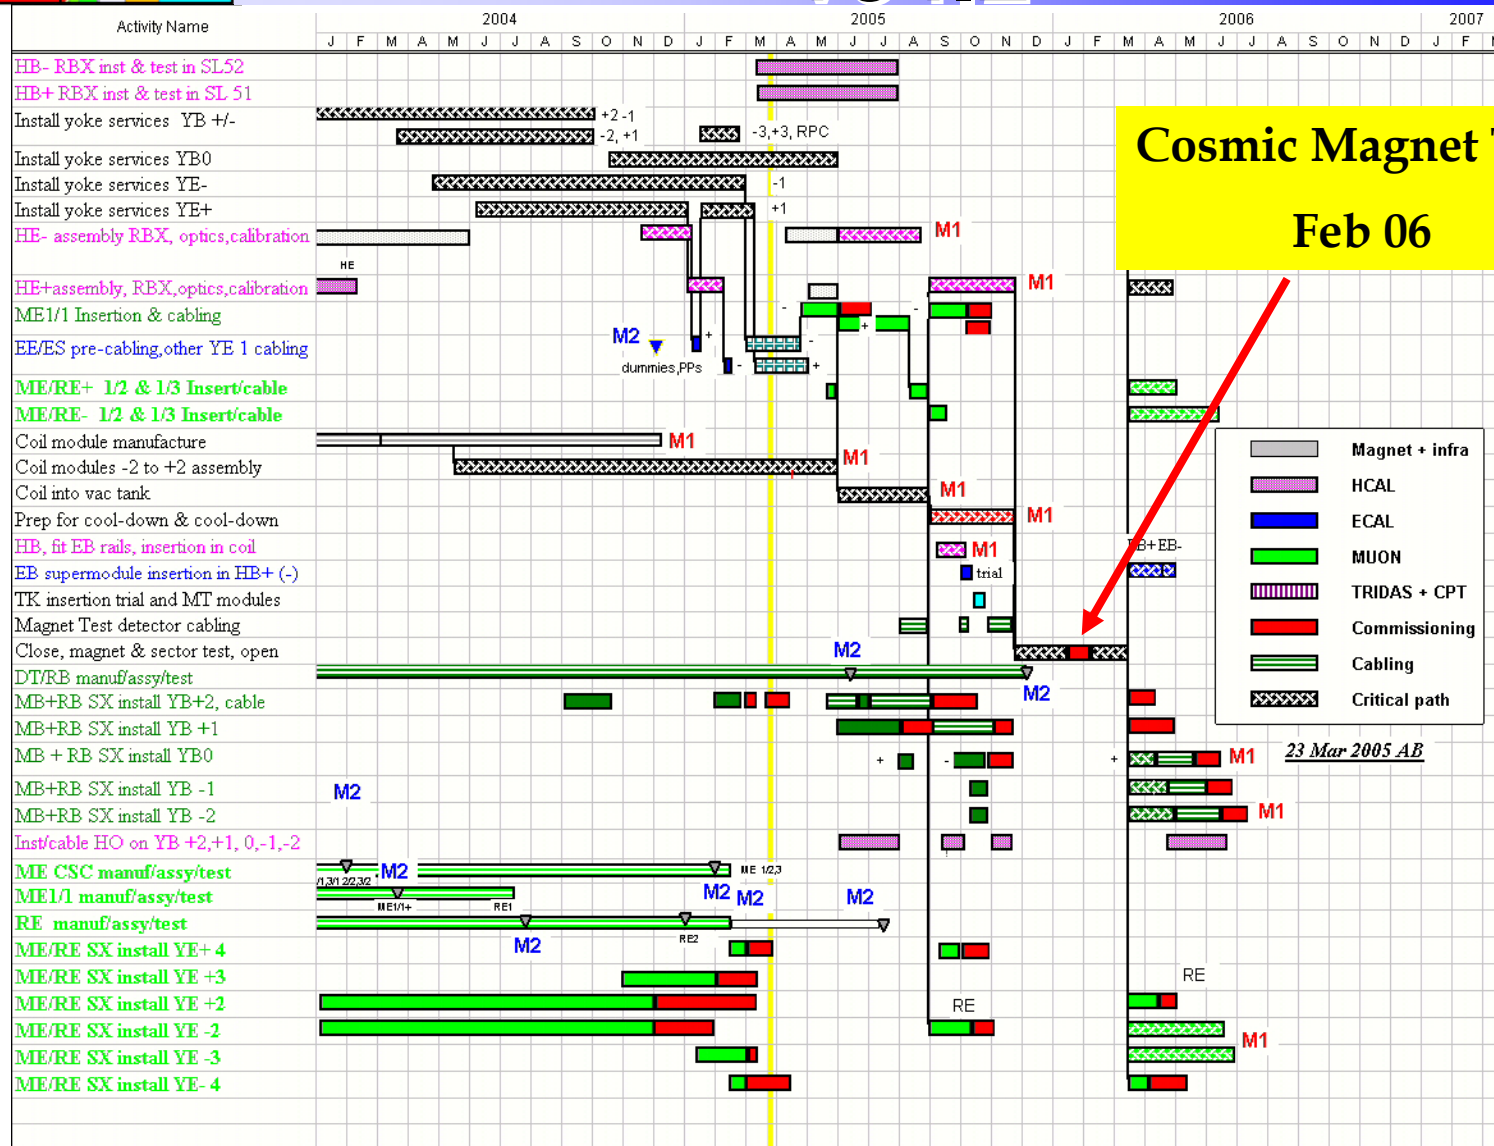 Activity Name
2004 2005 2006 2007
J F M A M J J A S O N D J F M A M J J A S O N D J F M A M J J A S O N D J F
HB- RBX inst & test in SL52
HB+ RBX inst & test in SL 51
Install yoke services YB +/-
+2 -1
-2, +1
-3,+3, RPC
Cosmic Magnet
Feb 06
Install yoke services YB0
Install yoke services YE-
-1
Install yoke services YE+
+1
HE- assembly RBX, optics,calibration
M1
HE
HE+assembly, RBX,optics,calibration
M1
ME1/1 Insertion & cabling
- + -
EE/ES pre-cabling,other YE 1 cabling
M2
+ -
dummies,PPs
- +
ME/RE+ 1/2 & 1/3 Insert/cable
ME/RE- 1/2 & 1/3 Insert/cable
Coil module manufacture
M1
Coil modules -2 to +2 assembly
M1
Coil into vac tank
M1
Prep for cool-down & cool-down
M1
HB, fit EB rails, insertion in coil
M1
EB+EB-
EB supermodule insertion in HB+ (-)
trial
TK insertion trial and MT modules
Magnet Test detector cabling
Close, magnet & sector test, open
M2
DT/RB manuf/assy/test
M2
MB+RB SX install YB+2, cable
MB+RB SX install YB +1
MB + RB SX install YB0
+ - +
M1
MB+RB SX install YB -1
M2
MB+RB SX install YB -2
M1
Inst/cable HO on YB +2,+1, 0,-1,-2
ME CSC manuf/assy/test
M2
ME 1/2,3
/1,3/1 2/2,3/2
ME1/1 manuf/assy/test
M2 M2 M2
ME1/1+
RE1
RE manuf/assy/test
M2
RE2
ME/RE SX install YE+ 4
ME/RE SX install YE +3
RE
ME/RE SX install YE +2
RE
ME/RE SX install YE -2
M1
ME/RE SX install YE -3
ME/RE SX install YE- 4
Magnet + infra
HCAL
ECAL
MUON
TRIDAS + CPT
Commissioning
Cabling
Critical path
23 Mar 2005 AB